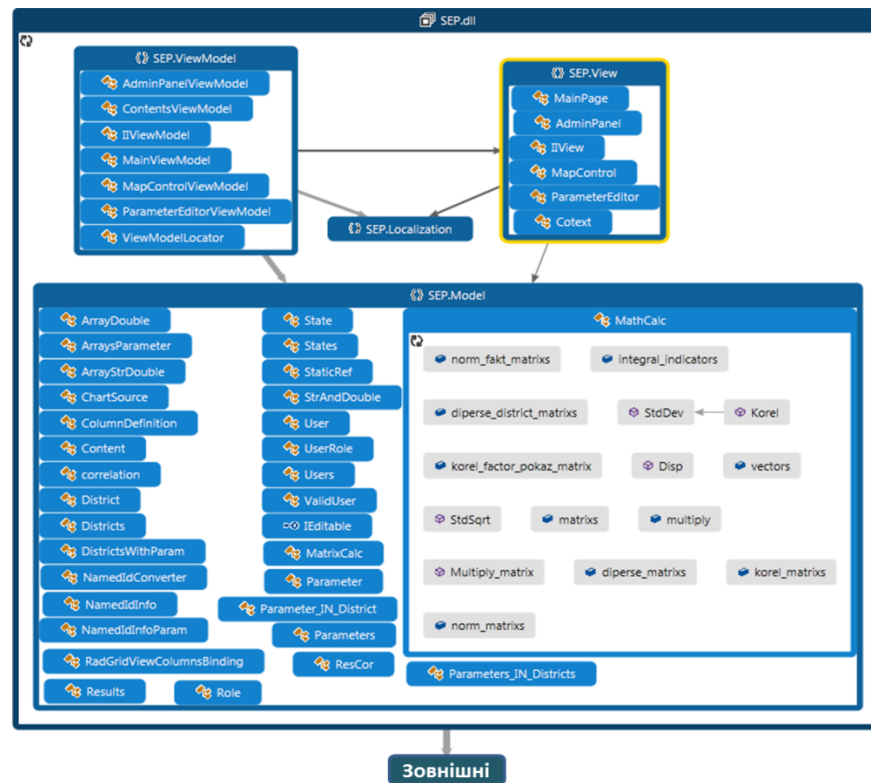 SEP.dll
SEP.ViewModel
AdminPanelViewModel
ContentsViewModel
IIViewModel
MainViewModel
MapControlViewModel
ParameterEditorViewModel
ViewModelLocator
SEP.View
MainPage
AdminPanel
IIView
MapControl
ParameterEditor
Cotext
SEP.Localization
SEP.Model
ArrayDouble
ArraysParameter
ArrayStrDouble
ChartSource
ColumnDefinition
Content
correlation
District
Districts
DistrictsWithParam
NamedIdConverter
NamedIdInfo
NamedIdInfoParam
RadGridViewColumnsBinding
Results
Role
State
States
StaticRef
StrAndDouble
User
UserRole
Users
ValidUser
IEditable
MatrixCalc
Parameter
Parameter_IN_District
Parameters
ResCor
MathCalc
norm_fakt_matrixs
integral_indicators
diperse_district_matrixs
StdDev
Korel
korel_factor_pokaz_matrix
Disp
vectors
StdSqrt
matrixs
multiply
Multiply_matrix
diperse_matrixs
korel_matrixs
norm_matrixs
Parameters_IN_Districts
Зовнішні